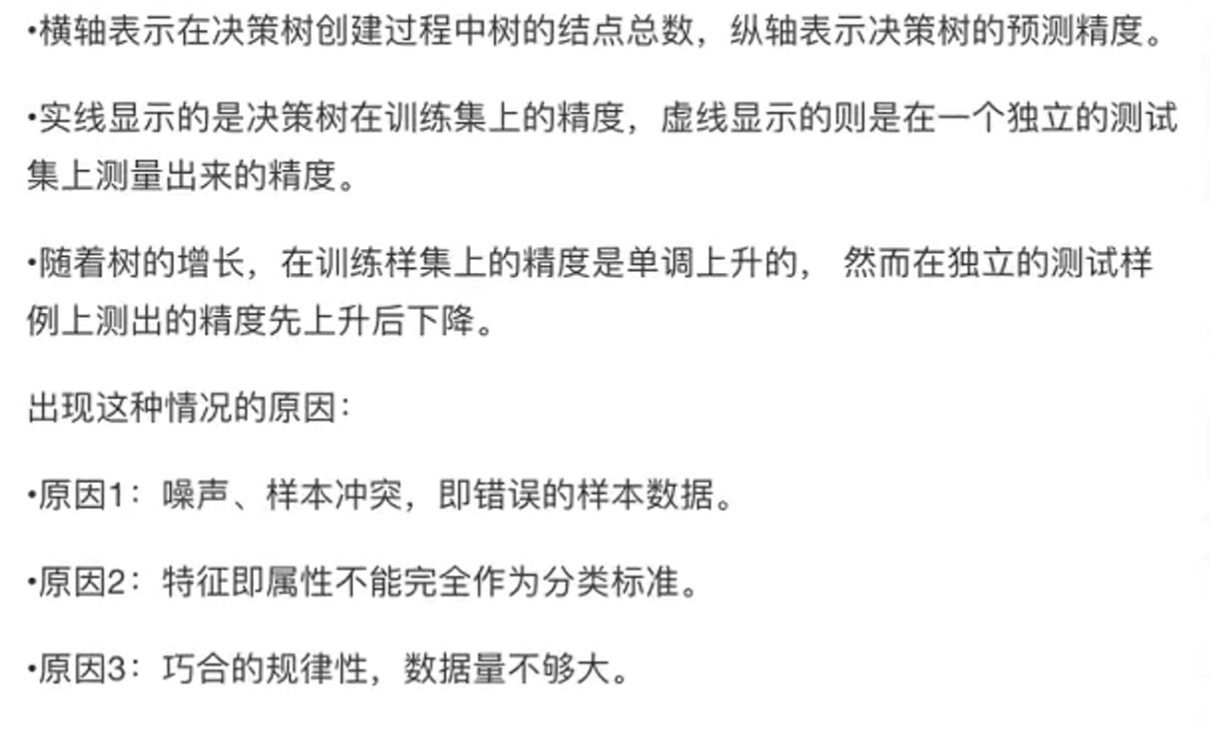 •横轴表示在决策树创建过程中树的结点总数，纵轴表示决策树的预测精度。
•实线显示的是决策树在训练集上的精度，虚线显示的则是在一个独立的测试
集上测量出来的精度。
•随着树的增长，在训练样集上的精度是单调上升的， 然而在独立的测试样
例上测出的精度先上升后下降。
出现这种情况的原因：
•原因1：噪声、样本冲突，即错误的样本数据。
•原因2：特征即属性不能完全作为分类标准。
•原因3：巧合的规律性，数据量不够大。